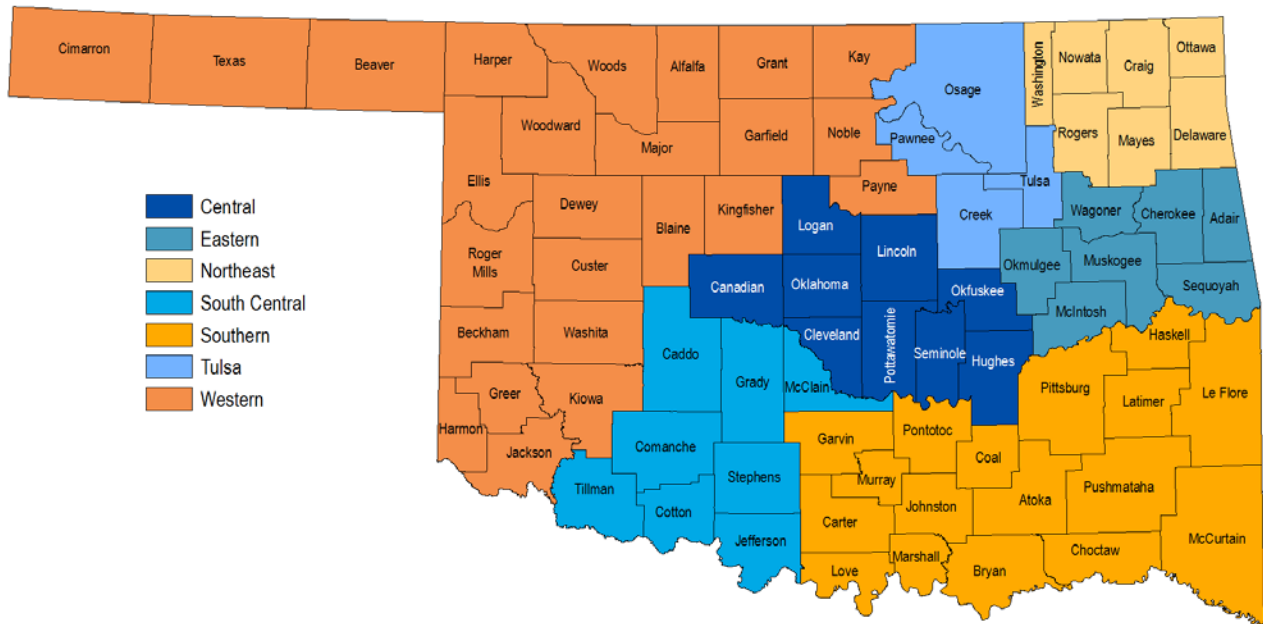 Cimarron
Texas
Beaver
Harper
Woods
Alfalfa
Grant
Kay
Osage
Washington
Nowata
Craig
Ottawa
Woodward
Major
Garfield
Noble
Pawnee
Rogers
Mayes
Delaware
Ellis
Dewey
Blaine
Kingfisher
Logan
Payne
Lincoln
Creek
Tulsa
Wagoner
Cherokee
Adair
Roger
Mills
Custer
Canadian
Oklahoma
Okfuskee
Okmulgee
Muskogee
Sequoyah
Beckham
Washita
Caddo
Grady
McClain
Cleveland
Pottawatomie
Seminole
Hughes
McIntosh
Haskell
Pittsburg
Latimer
Le Flore
Harmon
Greer
Kiowa
Jackson
Comanche
Tillman
Cotton
Stephens
Jefferson
Garvin
Pontotoc
Coal
Murray
Johnston
Atoka
Pushmataha
McCurtain
Carter
Love
Marshall
Bryan
Choctaw
Central
Eastern
Northeast
South Central
Southern
Tulsa
Western